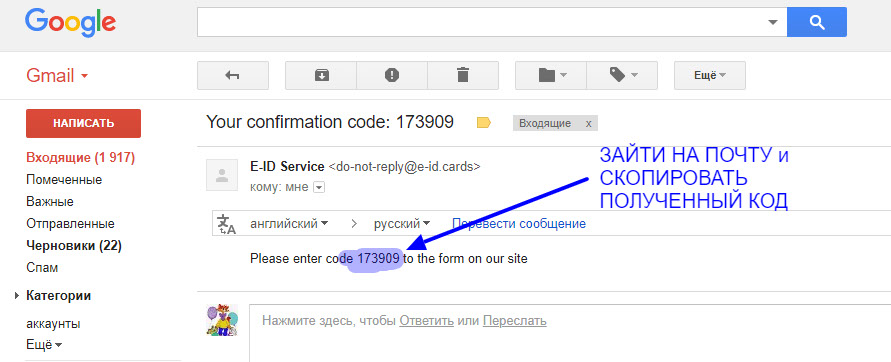 Google
Gmail
Ещё
НАПИСАТЬ
Your confirmation code: 173909
Входящие x
Входящие (1 917)
Помеченные
Важные
Отправленные
Черновики (22)
Спам
Категории
аккаунты
Ещё
E-ID Service <do-not-reply@e-id.cards>
кому: мне
ЗАЙТИ НА ПОЧТУ и
СКОПИРОВАТЬ
ПОЛУЧЕННЫЙ КОД
английский > русский Перевести сообщение
Please enter code 173909 to the form on our site
Нажмите здесь, чтобы Ответить или Переслать